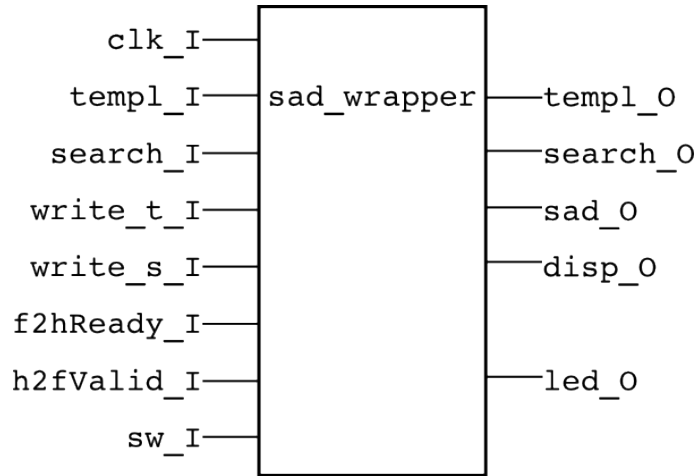 clk_I
templ_I sad_wrapper templ_O
search_I search_O
write_t_I sad_O
write_s_I disp_O
f2hReady_I
h2fValid_I led_O
sw_I